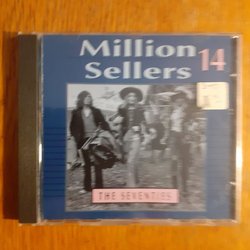 Million 14
Sellers
THE SEVENTIES